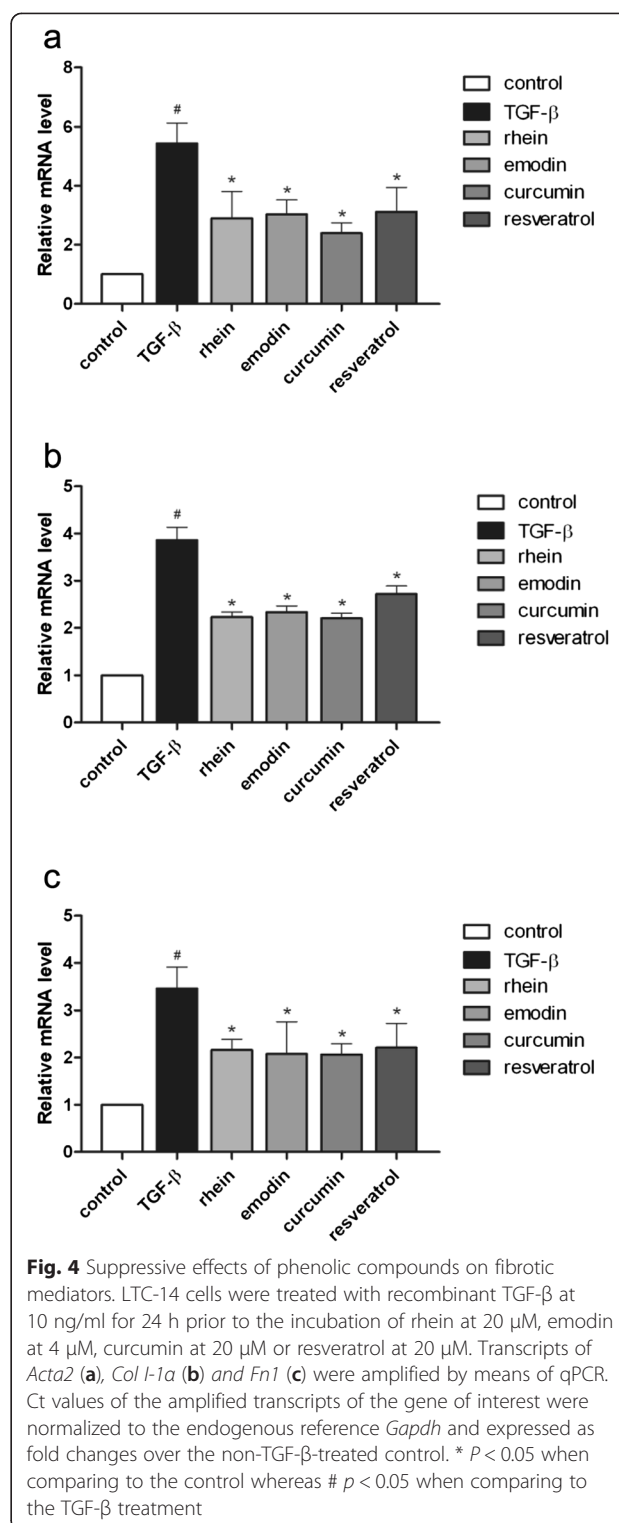 a
Relative mRNA level
8
6
4
2
0
#
*
*
*
*
control
TGF-β
rhein
emodin
curcumin
resveratrol
control
TGF-β
rhein
emodin
curcumin
resveratrol
b
Relative mRNA level
5
4
3
2
1
0
#
*
*
*
*
control
TGF-β
rhein
emodin
curcumin
resveratrol
control
TGF-β
rhein
emodin
curcumin
resveratrol
c
Relative mRNA level
5
4
3
2
1
0
#
*
*
*
*
control
TGF-β
rhein
emodin
curcumin
resveratrol
control
TGF-β
rhein
emodin
curcumin
resveratrol
Fig. 4 Suppressive effects of phenolic compounds on fibrotic
mediators. LTC-14 cells were treated with recombinant TGF-β at
10 ng/ml for 24 h prior to the incubation of rhein at 20 μM, emodin
at 4 μM, curcumin at 20 μM or resveratrol at 20 μM. Transcripts of
Acta2 (a), Col I-1α (b) and Fn1 (c) were amplified by means of qPCR.
Ct values of the amplified transcripts of the gene of interest were
normalized to the endogenous reference Gapdh and expressed as
fold changes over the non-TGF-β-treated control. * P < 0.05 when
comparing to the control whereas # p < 0.05 when comparing to
the TGF-β treatment